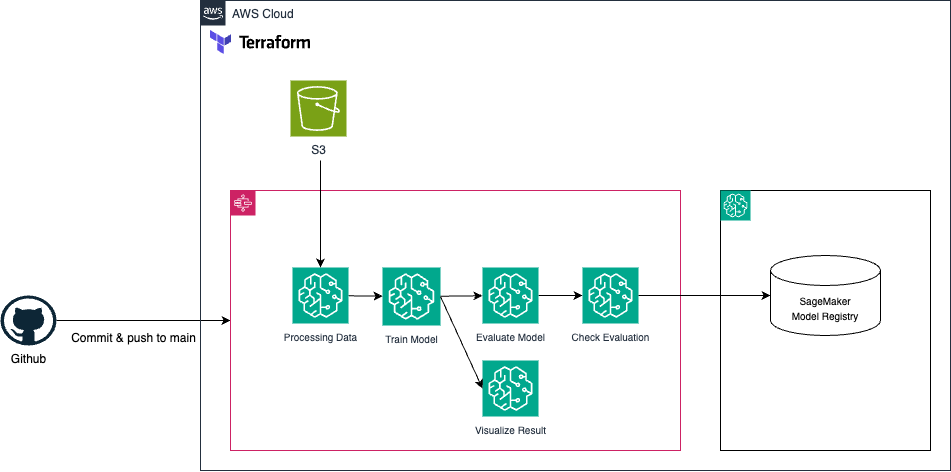 aws
AWS Cloud
Terraform
S3
Processing Data
Train Model
Evaluate Model
Check Evaluation
Visualize Result
SageMaker
Model Registry
Commit & push to main
Github